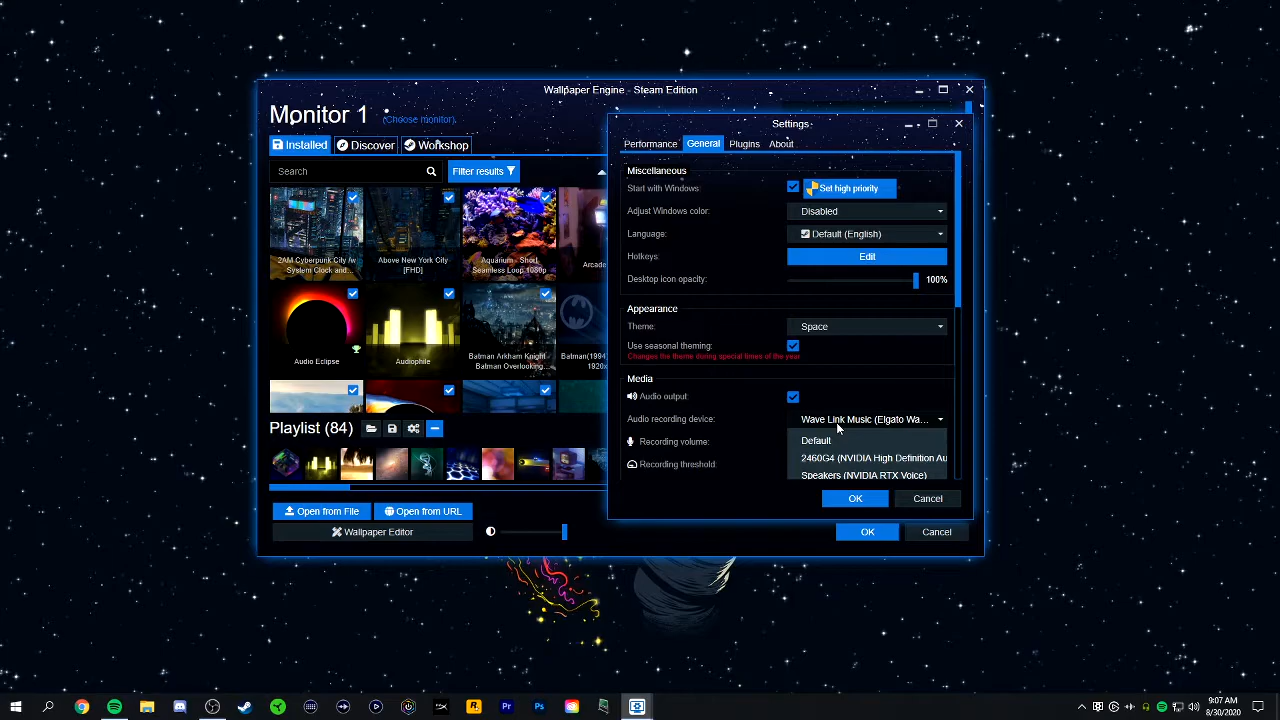 Wallpaper Engine - Steam Edition
Monitor 1 (Choose monitor)
Installed Discover Workshop
Search
Filter results
2AM Cyberpunk City /w System Clock and...
Above New York City [FHD]
Aquarium - Short Seamless Loop 1080p
Arcade
Audio Eclipse
Audiophile
Batman Arkham Knight - Batman Overlooking...
Batman(1994) 1920x
Playlist (84)
Open from File
Open from URL
Wallpaper Editor
OK
Cancel
Settings
Performance General Plugins About
Miscellaneous
Start with Windows
Set high priority
Adjust Windows color:
Disabled
Language:
Default (English)
Hotkeys:
Edit
Desktop icon opacity:
100%
Appearance
Theme:
Space
Use seasonal theming:
Changes the theme during special times of the year
Media
Audio output:
Audio recording device:
Wave Link Music (Elgato Wa...
Default
2460G4 (NVIDIA High Definition Au
Speakers (NVIDIA RTX Voice)
Recording volume:
Recording threshold:
OK
Cancel
9:07 AM
8/30/2020